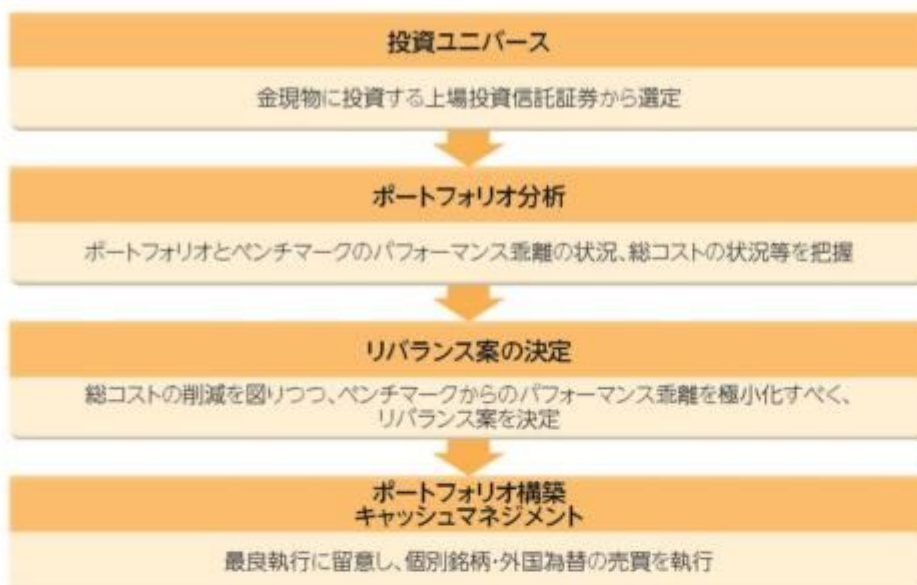 投資ユニバース
金現物に投資する上場投資信託証券から選定
ポートフォリオ分析
ポートフォリオとベンチマークのパフォーマンス乖離の状況、総コストの状況等を把握
リバランス案の決定
総コストの削減を図りつつ、ベンチマークからのパフォーマンス乖離を極小化すべく、
リバランス案を決定
ポートフォリオ構築
キャッシュマネジメント
最良執行に留意し、個別銘柄・外国為替の売買を執行